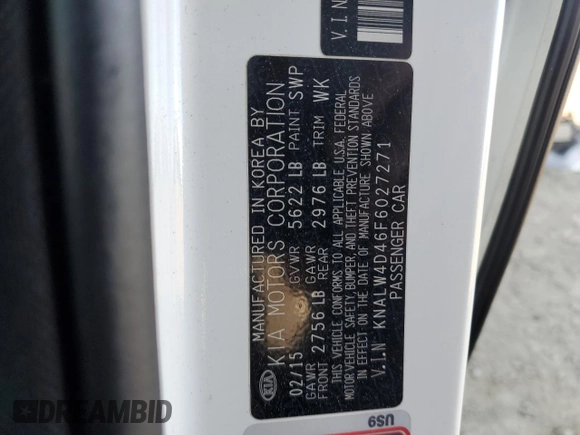 V.I.N
MANUFACTURED IN KOREA BY
KIA MOTORS CORPORATION
02/15 GVWR 5622 LB PAINT SWP
GAWR GAWR
FRONT 2756 LB REAR 2976 LB TRIM WK
THIS VEHICLE CONFORMS TO ALL APPLICABLE U.S.A. FEDERAL
MOTOR VEHICLE SAFETY, BUMPER, AND THEFT PREVENTION STANDARDS
IN EFFECT ON THE DATE OF MANUFACTURE SHOWN ABOVE
V.I.N KNALW4D46F6027271
PASSENGER CAR
KIA
US9
DREAMBID